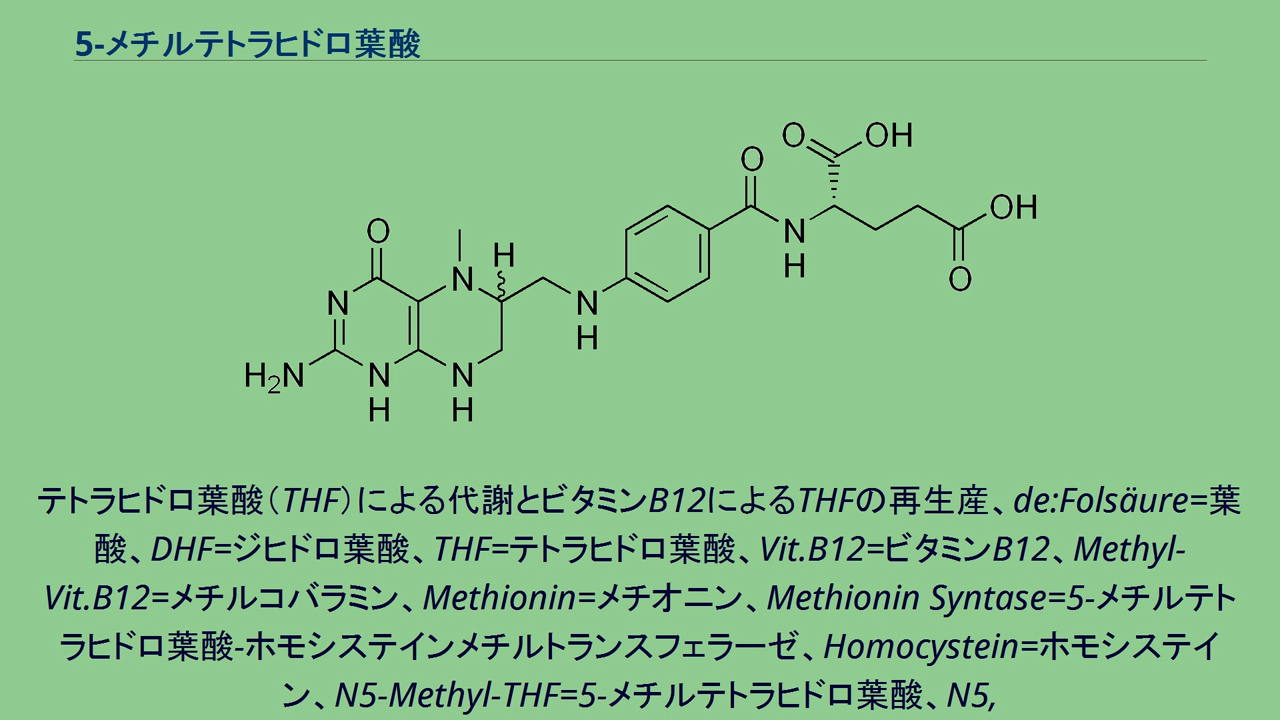 5-メチルテトラヒドロ葉酸
O
OH
O
O
OH
N
H
O
H
N
N
N
H
O
H₂N
N
H
N
H
テトラヒドロ葉酸（THF）による代謝とビタミンB12によるTHFの再生産、de:Folsäure=葉
酸、DHF=ジヒドロ葉酸、THF=テトラヒドロ葉酸、Vit.B12=ビタミンB12、Methyl-
Vit.B12=メチルコバラミン、Methionin=メチオニン、Methionin Syntase=5-メチルテト
ラヒドロ葉酸-ホモシステインメチルトランスフェラーゼ、Homocystein=ホモシステイ
ン、N5-Methyl-THF=5-メチルテトラヒドロ葉酸、N5,